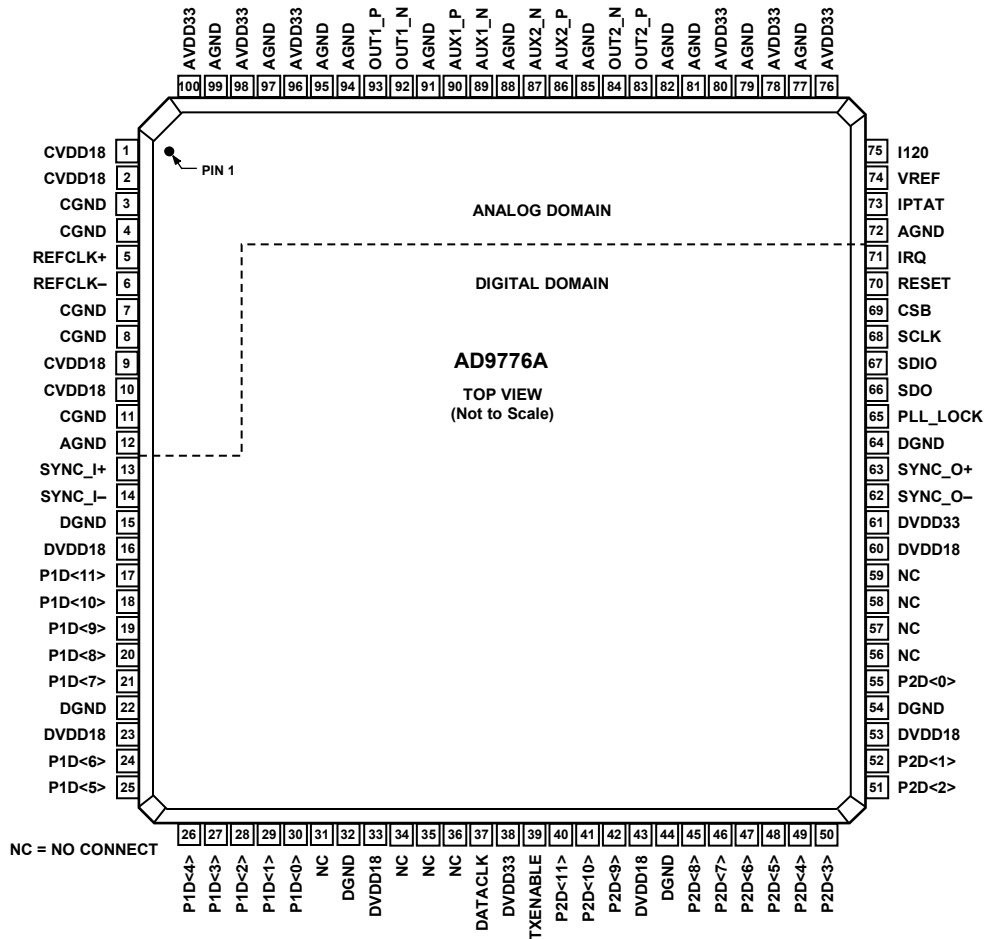 AVDD33 AGND AVDD33 AGND AVDD33 AGND AGND OUT1_P OUT1_N AGND AUX1_P AUX1_N AGND AUX2_N AUX2_P AGND OUT2_N OUT2_P AGND AGND AVDD33 AGND AVDD33 AGND AVDD33
100 99 98 97 96 95 94 93 92 91 90 89 88 87 86 85 84 83 82 81 80 79 78 77 76
CVDD18 1
CVDD18 2
CGND 3
CGND 4
REFCLK+ 5
REFCLK– 6
CGND 7
CGND 8
CVDD18 9
CVDD18 10
CGND 11
AGND 12
SYNC_I+ 13
SYNC_I– 14
DGND 15
DVDD18 16
P1D<11> 17
P1D<10> 18
P1D<9> 19
P1D<8> 20
P1D<7> 21
DGND 22
DVDD18 23
P1D<6> 24
P1D<5> 25
PIN 1
ANALOG DOMAIN
DIGITAL DOMAIN
AD9776A
TOP VIEW
(Not to Scale)
75 I120
74 VREF
73 IPTAT
72 AGND
71 IRQ
70 RESET
69 CSB
68 SCLK
67 SDIO
66 SDO
65 PLL_LOCK
64 DGND
63 SYNC_O+
62 SYNC_O–
61 DVDD33
60 DVDD18
59 NC
58 NC
57 NC
56 NC
55 P2D<0>
54 DGND
53 DVDD18
52 P2D<1>
51 P2D<2>
26 27 28 29 30 31 32 33 34 35 36 37 38 39 40 41 42 43 44 45 46 47 48 49 50
P1D<4> P1D<3> P1D<2> P1D<1> P1D<0> NC DGND DVDD18 NC NC NC DATACLK DVDD33 TXENABLE P2D<11> P2D<10> P2D<9> DVDD18 DGND P2D<8> P2D<7> P2D<6> P2D<5> P2D<4> P2D<3>
NC = NO CONNECT